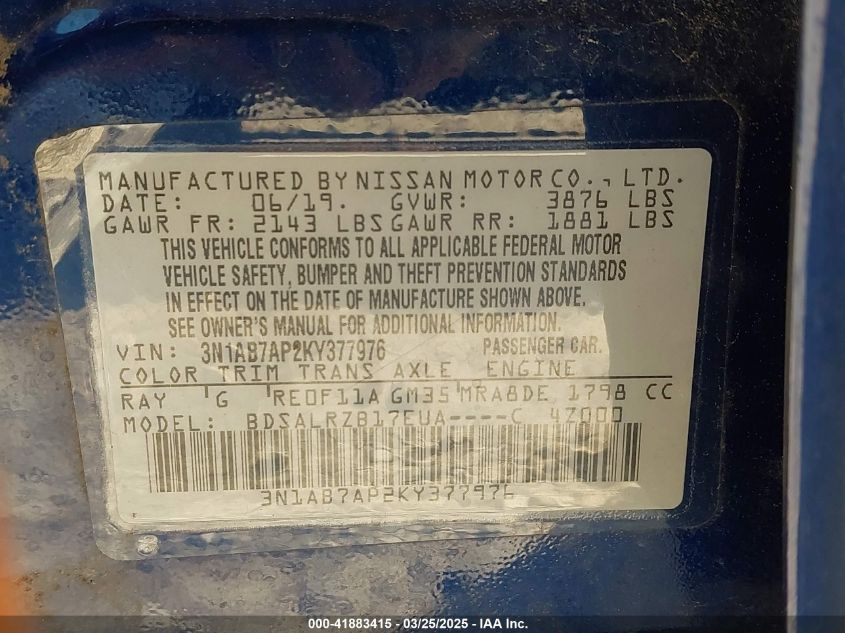 MANUFACTURED BY NISSAN MOTOR CO., LTD.
DATE: 06/19. GVWR: 3876 LBS
GAWR FR: 2143 LBS GAWR RR: 1881 LBS
THIS VEHICLE CONFORMS TO ALL APPLICABLE FEDERAL MOTOR
VEHICLE SAFETY, BUMPER AND THEFT PREVENTION STANDARDS
IN EFFECT ON THE DATE OF MANUFACTURE SHOWN ABOVE.
SEE OWNER'S MANUAL FOR ADDITIONAL INFORMATION.
VIN: 3N1AB7AP2KY377976 PASSENGER CAR.
COLOR TRIM TRANS AXLE ENGINE
RAY G RE0F11A GM35 MRA8DE 1798 CC
MODEL: BDSALRZB17EUA----C 4Z000
3N1AB7AP2KY377976
000-41883415 - 03/25/2025 - IAA Inc.